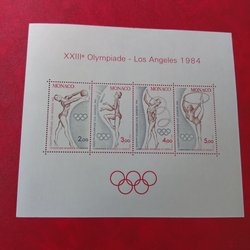 XXIIIᵉ Olympiade - Los Angeles 1984
MONACO MONACO MONACO MONACO
2,00 3,00 4,00 5,00